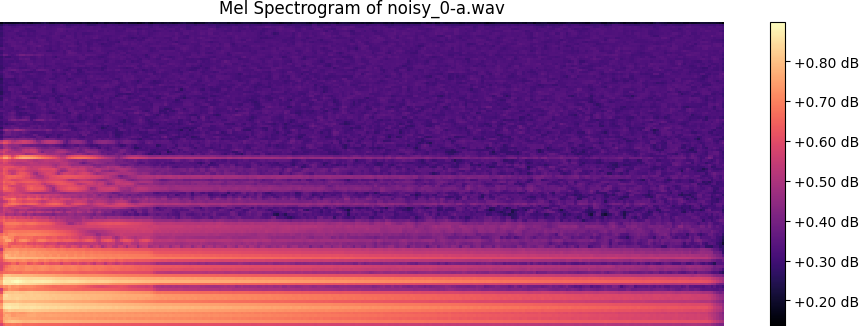 Mel Spectrogram of noisy_0-a.wav
+0.80 dB
+0.70 dB
+0.60 dB
+0.50 dB
+0.40 dB
+0.30 dB
+0.20 dB